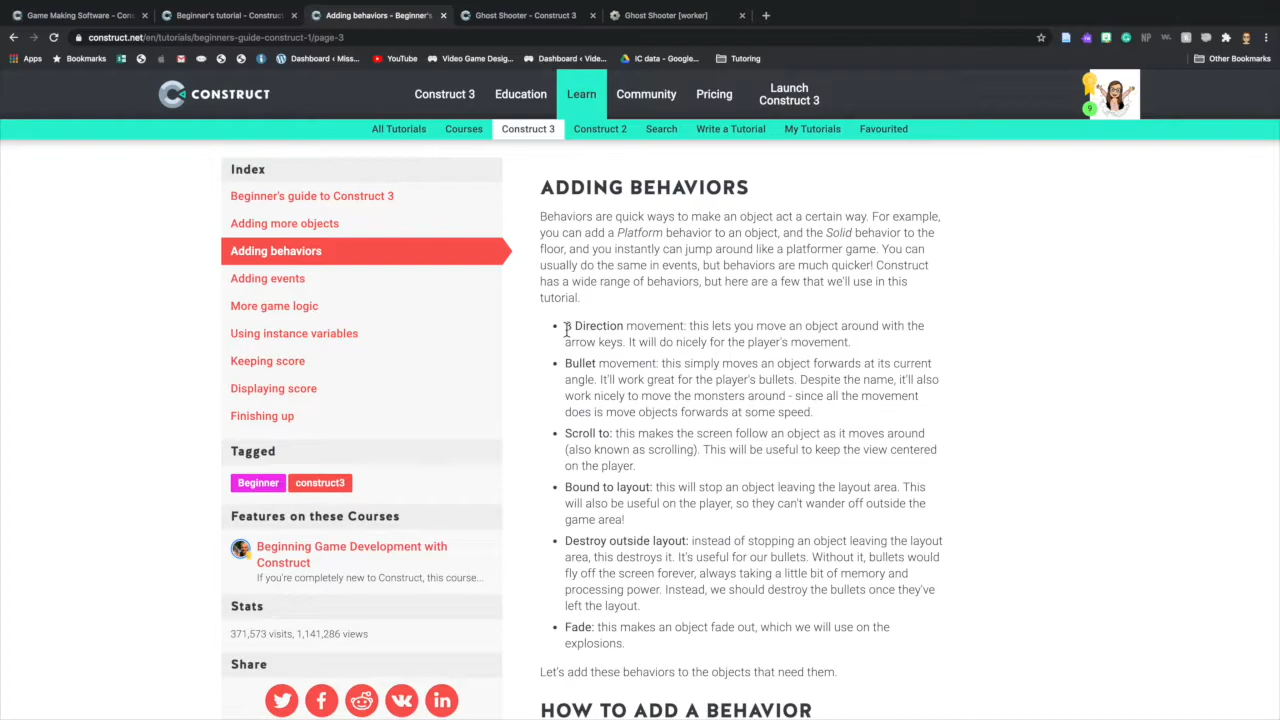 Game Making Software - Cons
Beginner's tutorial - Construct
Adding behaviors - Beginner's
Ghost Shooter - Construct 3
Ghost Shooter [worker]
construct.net/en/tutorials/beginners-guide-construct-1/page-3
NP
Apps
Bookmarks
Dashboard ‹ Miss...
YouTube
Video Game Desig...
Dashboard ‹ Vide...
IC data - Google...
Tutoring
Other Bookmarks
CONSTRUCT
Construct 3
Education
Learn
Community
Pricing
Launch
Construct 3
9
All Tutorials
Courses
Construct 3
Construct 2
Search
Write a Tutorial
My Tutorials
Favourited
Index
Beginner's guide to Construct 3
Adding more objects
Adding behaviors
Adding events
More game logic
Using instance variables
Keeping score
Displaying score
Finishing up
Tagged
Beginner
construct3
Features on these Courses
Beginning Game Development with
Construct
If you're completely new to Construct, this course...
Stats
371,573 visits, 1,141,286 views
Share
ADDING BEHAVIORS
Behaviors are quick ways to make an object act a certain way. For example,
you can add a Platform behavior to an object, and the Solid behavior to the
floor, and you instantly can jump around like a platformer game. You can
usually do the same in events, but behaviors are much quicker! Construct
has a wide range of behaviors, but here are a few that we'll use in this
tutorial.
• 8 Direction movement: this lets you move an object around with the
arrow keys. It will do nicely for the player's movement.
• Bullet movement: this simply moves an object forwards at its current
angle. It'll work great for the player's bullets. Despite the name, it'll also
work nicely to move the monsters around - since all the movement
does is move objects forwards at some speed.
• Scroll to: this makes the screen follow an object as it moves around
(also known as scrolling). This will be useful to keep the view centered
on the player.
• Bound to layout: this will stop an object leaving the layout area. This
will also be useful on the player, so they can't wander off outside the
game area!
• Destroy outside layout: instead of stopping an object leaving the layout
area, this destroys it. It's useful for our bullets. Without it, bullets would
fly off the screen forever, always taking a little bit of memory and
processing power. Instead, we should destroy the bullets once they've
left the layout.
• Fade: this makes an object fade out, which we will use on the
explosions.
Let's add these behaviors to the objects that need them.
HOW TO ADD A BEHAVIOR